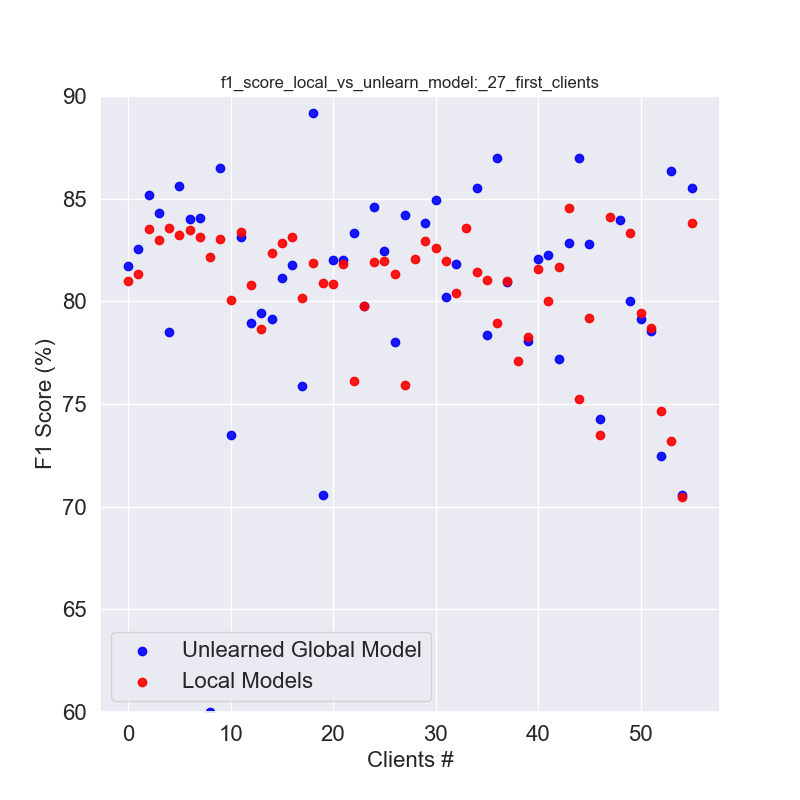 f1_score_local_vs_unlearn_model:_27_first_clients
90
85
80
75
70
65
60
F1 Score (%)
Unlearned Global Model
Local Models
0 10 20 30 40 50
Clients #